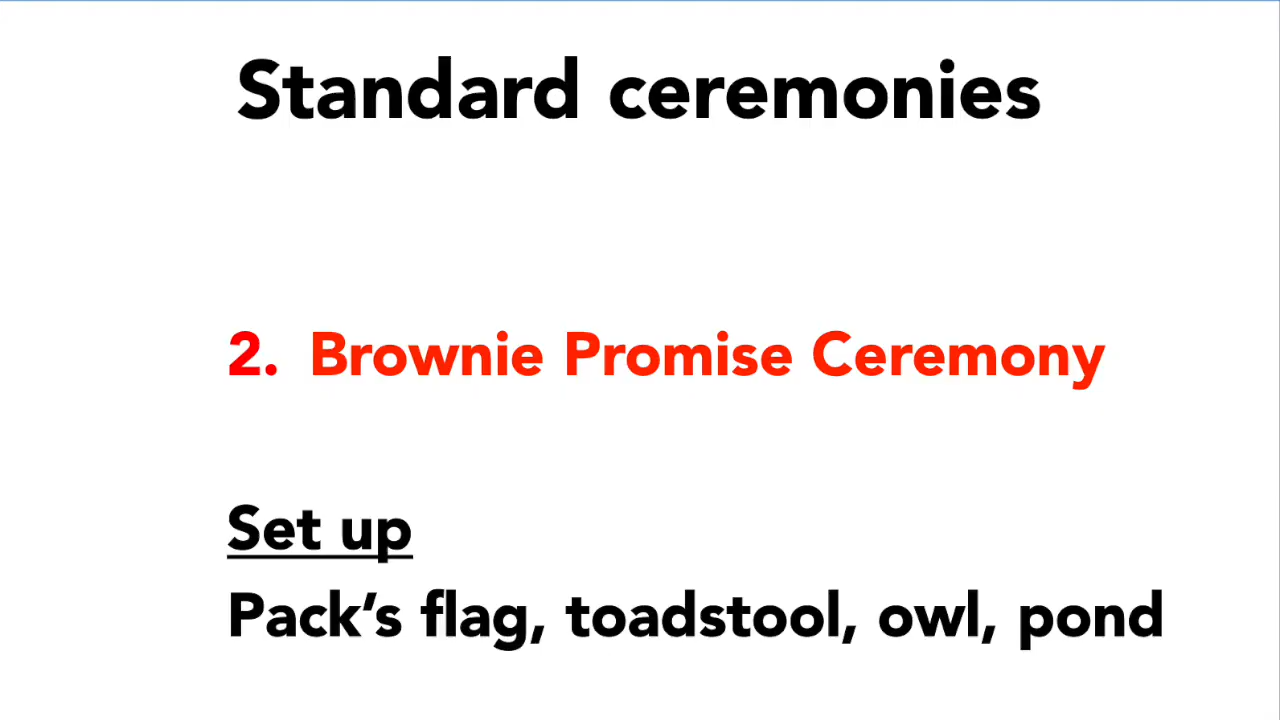 Standard ceremonies
2. Brownie Promise Ceremony
Set up
Pack‘s flag, toadstool, owl, pond